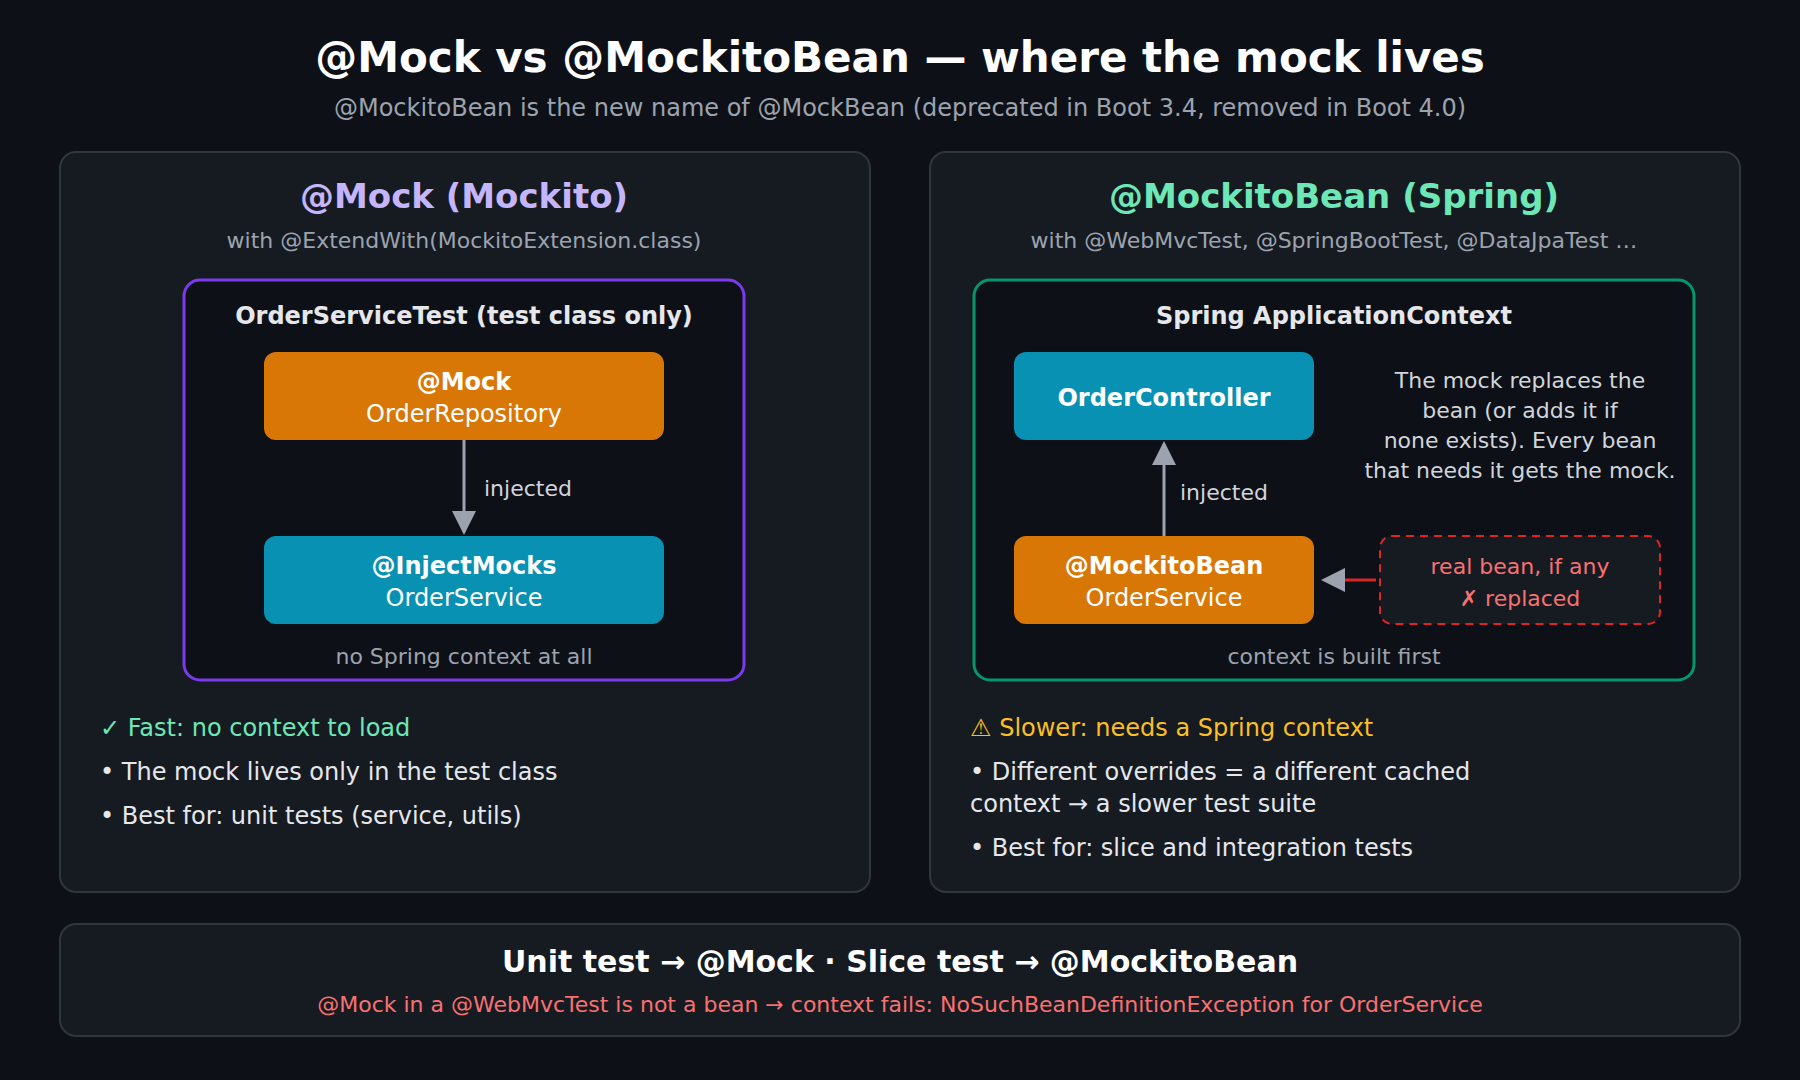 @Mock vs @MockitoBean — where the mock lives
@MockitoBean is the new name of @MockBean (deprecated in Boot 3.4, removed in Boot 4.0)
@Mock (Mockito)
with @ExtendWith(MockitoExtension.class)
OrderServiceTest (test class only)
@Mock
OrderRepository
injected
@InjectMocks
OrderService
no Spring context at all
✓ Fast: no context to load
• The mock lives only in the test class
• Best for: unit tests (service, utils)
@MockitoBean (Spring)
with @WebMvcTest, @SpringBootTest, @DataJpaTest …
Spring ApplicationContext
OrderController
The mock replaces the
bean (or adds it if
none exists). Every bean
that needs it gets the mock.
injected
@MockitoBean
OrderService
real bean, if any
✗ replaced
context is built first
⚠ Slower: needs a Spring context
• Different overrides = a different cached
context → a slower test suite
• Best for: slice and integration tests
Unit test → @Mock · Slice test → @MockitoBean
@Mock in a @WebMvcTest is not a bean → context fails: NoSuchBeanDefinitionException for OrderService